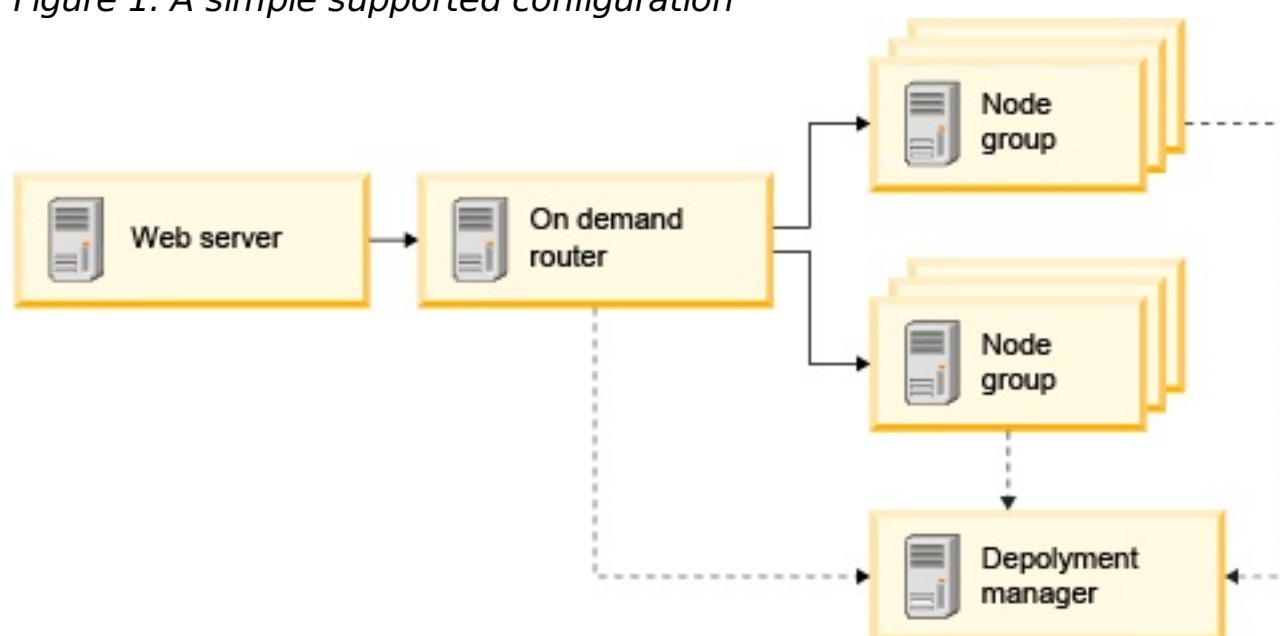 Figure 1. A simple supported configuration
Node
group
Web server
On demand
router
Node
group
Depolyment
manager